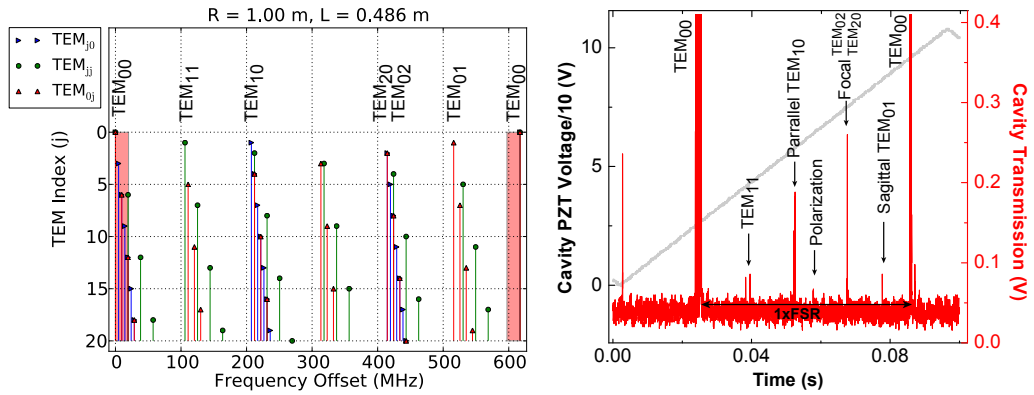 R = 1.00 m, L = 0.486 m
TEMj0
TEMjj
TEM0j
TEM00
TEM11
TEM10
TEM20
TEM02
TEM01
TEM00
TEM Index (j)
0
5
10
15
20
0
100
200
300
400
500
600
Frequency Offset (MHz)
Cavity PZT Voltage/10 (V)
10
5
0
TEM00
TEM11
Parrallel TEM10
Polarization
Focal TEM02
TEM20
Sagittal TEM01
TEM00
1xFSR
0.4
0.3
0.2
0.1
0.0
Cavity Transmission (V)
0.00
0.04
0.08
Time (s)